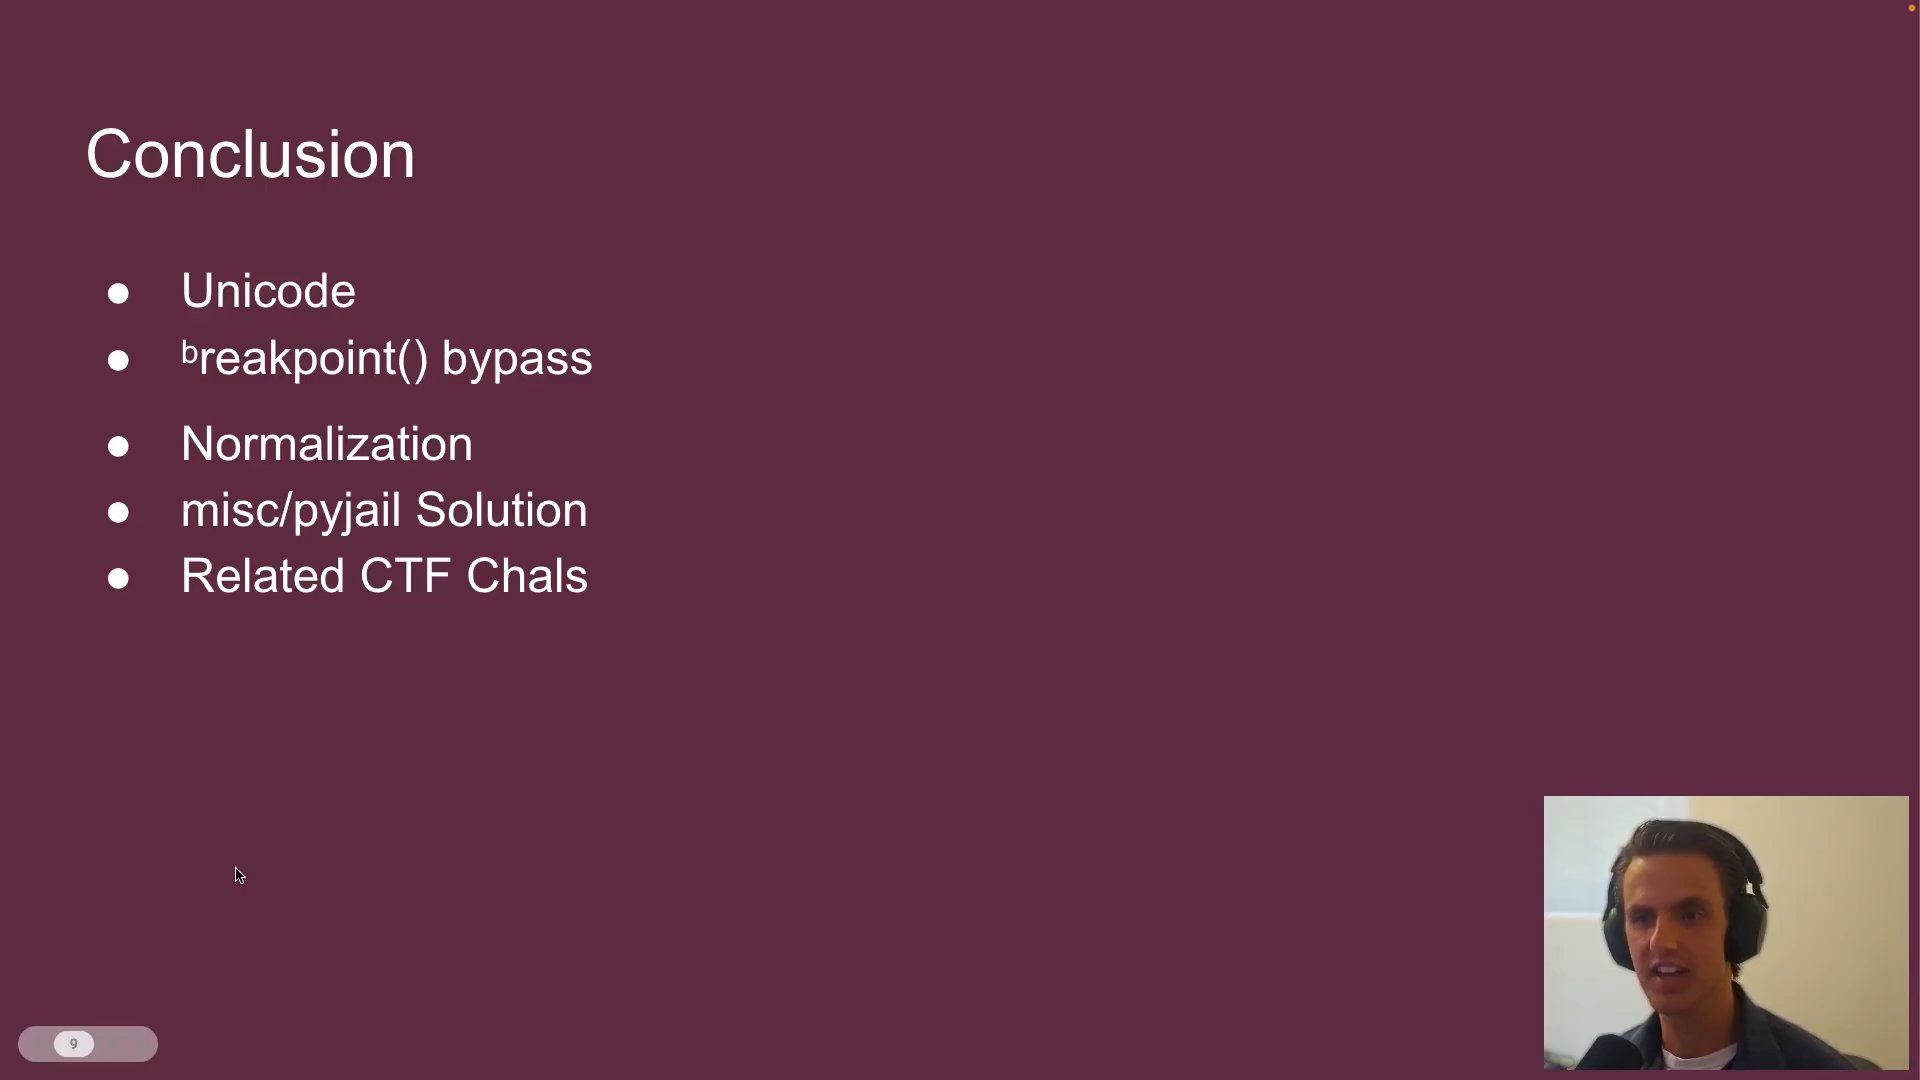 Conclusion
● Unicode
● ᵇreakpoint() bypass
● Normalization
● misc/pyjail Solution
● Related CTF Chals
9